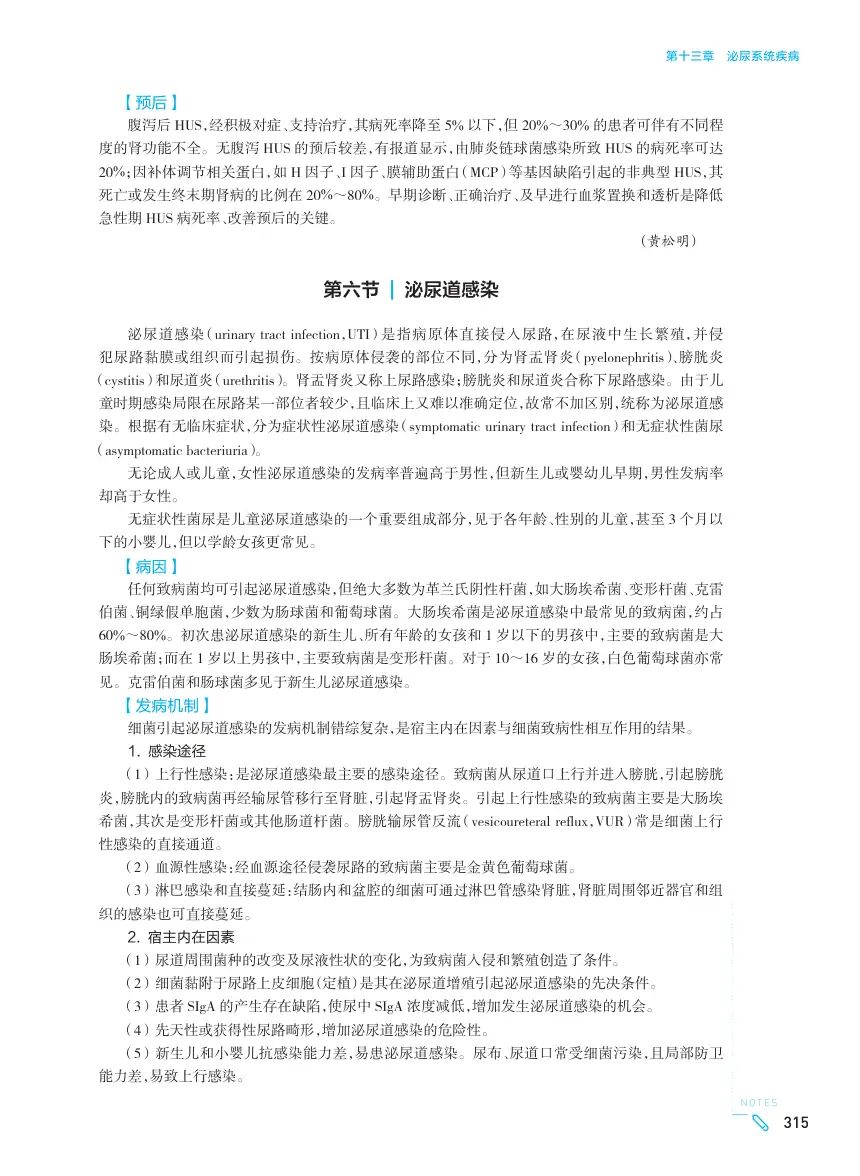 第十三章 泌尿系统疾病
【预后】
腹泻后 HUS,经积极对症、支持治疗,其病死率降至 5% 以下,但 20%～30% 的患者可伴有不同程
度的肾功能不全。无腹泻 HUS 的预后较差,有报道显示,由肺炎链球菌感染所致 HUS 的病死率可达
20%;因补体调节相关蛋白,如 H 因子、I 因子、膜辅助蛋白(MCP)等基因缺陷引起的非典型 HUS,其
死亡或发生终末期肾病的比例在 20%～80%。早期诊断、正确治疗、及早进行血浆置换和透析是降低
急性期 HUS 病死率、改善预后的关键。
(黄松明)
第六节 | 泌尿道感染
泌尿道感染(urinary tract infection,UTI)是指病原体直接侵入尿路,在尿液中生长繁殖,并侵
犯尿路黏膜或组织而引起损伤。按病原体侵袭的部位不同,分为肾盂肾炎(pyelonephritis)、膀胱炎
(cystitis)和尿道炎(urethritis)。肾盂肾炎又称上尿路感染;膀胱炎和尿道炎合称下尿路感染。由于儿
童时期感染局限在尿路某一部位者较少,且临床上又难以准确定位,故常不加区别,统称为泌尿道感
染。根据有无临床症状,分为症状性泌尿道感染(symptomatic urinary tract infection)和无症状性菌尿
(asymptomatic bacteriuria)。
无论成人或儿童,女性泌尿道感染的发病率普遍高于男性,但新生儿或婴幼儿早期,男性发病率
却高于女性。
无症状性菌尿是儿童泌尿道感染的一个重要组成部分,见于各年龄、性别的儿童,甚至 3 个月以
下的小婴儿,但以学龄女孩更常见。
【病因】
任何致病菌均可引起泌尿道感染,但绝大多数为革兰氏阴性杆菌,如大肠埃希菌、变形杆菌、克雷
伯菌、铜绿假单胞菌,少数为肠球菌和葡萄球菌。大肠埃希菌是泌尿道感染中最常见的致病菌,约占
60%～80%。初次患泌尿道感染的新生儿、所有年龄的女孩和 1 岁以下的男孩中,主要的致病菌是大
肠埃希菌;而在 1 岁以上男孩中,主要致病菌是变形杆菌。对于 10～16 岁的女孩,白色葡萄球菌亦常
见。克雷伯菌和肠球菌多见于新生儿泌尿道感染。
【发病机制】
细菌引起泌尿道感染的发病机制错综复杂,是宿主内在因素与细菌致病性相互作用的结果。
1. 感染途径
(1)上行性感染:是泌尿道感染最主要的感染途径。致病菌从尿道口上行并进入膀胱,引起膀胱
炎,膀胱内的致病菌再经输尿管移行至肾脏,引起肾盂肾炎。引起上行性感染的致病菌主要是大肠埃
希菌,其次是变形杆菌或其他肠道杆菌。膀胱输尿管反流(vesicoureteral reflux,VUR)常是细菌上行
性感染的直接通道。
(2)血源性感染:经血源途径侵袭尿路的致病菌主要是金黄色葡萄球菌。
(3)淋巴感染和直接蔓延:结肠内和盆腔的细菌可通过淋巴管感染肾脏,肾脏周围邻近器官和组
织的感染也可直接蔓延。
2. 宿主内在因素
(1)尿道周围菌种的改变及尿液性状的变化,为致病菌入侵和繁殖创造了条件。
(2)细菌黏附于尿路上皮细胞(定植)是其在泌尿道增殖引起泌尿道感染的先决条件。
(3)患者 SIgA 的产生存在缺陷,使尿中 SIgA 浓度减低,增加发生泌尿道感染的机会。
(4)先天性或获得性尿路畸形,增加泌尿道感染的危险性。
(5)新生儿和小婴儿抗感染能力差,易患泌尿道感染。尿布、尿道口常受细菌污染,且局部防卫
能力差,易致上行感染。
NOTES
315